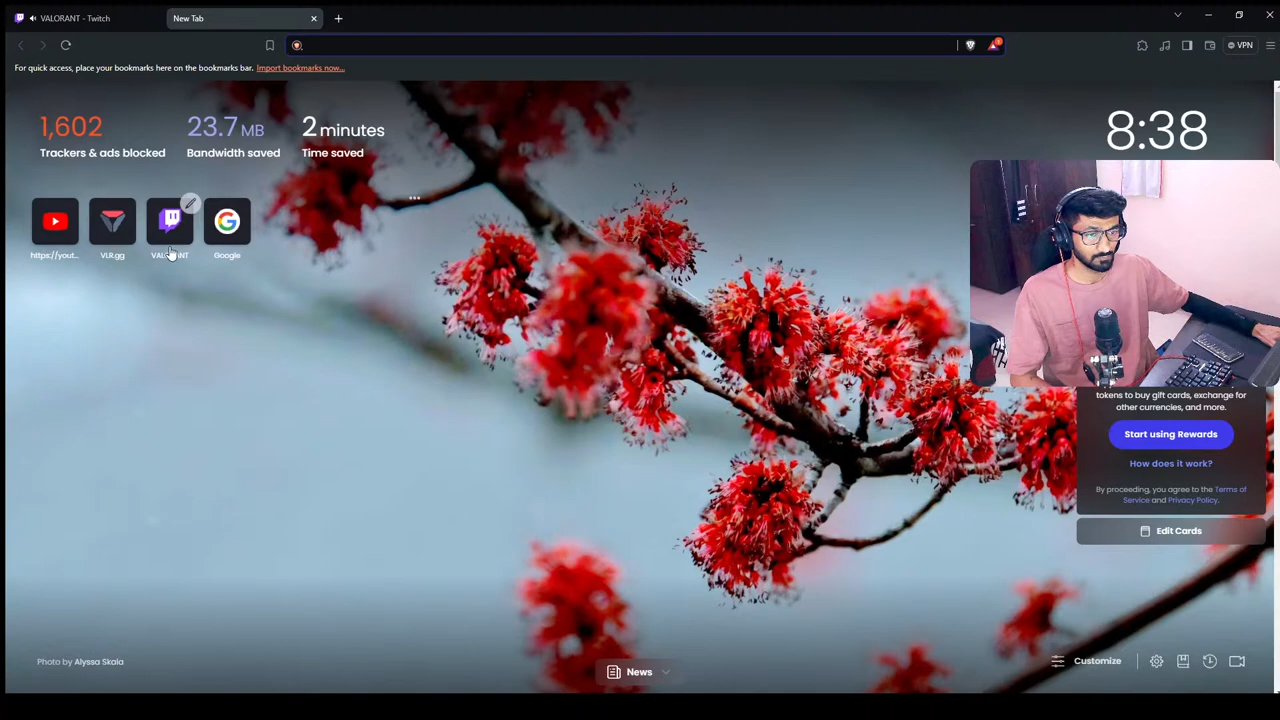 VALORANT - Twitch
New Tab
VPN
For quick access, place your bookmarks here on the bookmarks bar. Import bookmarks now...
1,602
Trackers & ads blocked
23.7 MB
Bandwidth saved
2 minutes
Time saved
8:38
https://yout...
VLR.gg
VALORANT
Google
tokens to buy gift cards, exchange for
other currencies, and more.
Start using Rewards
How does it work?
By proceeding, you agree to the Terms of
Service and Privacy Policy.
Edit Cards
Photo by Alyssa Skala
News
Customize